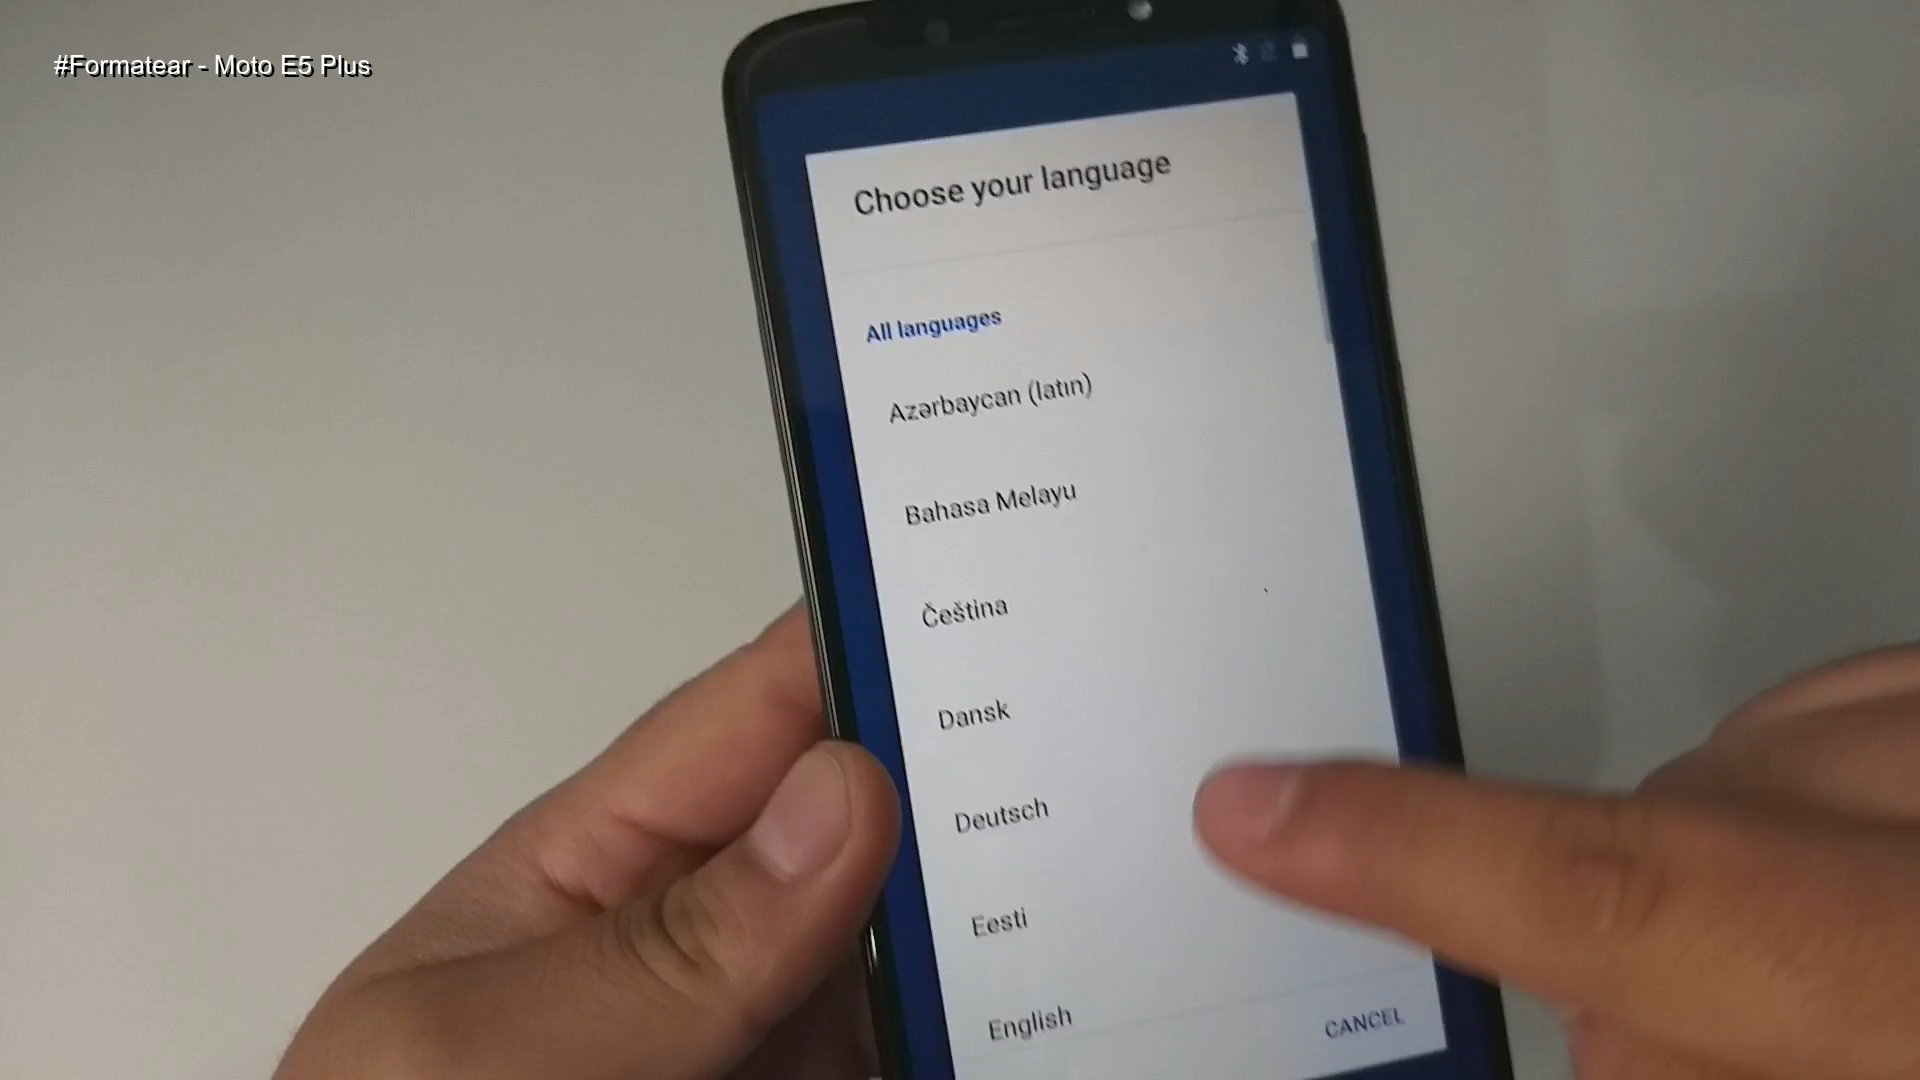 #Formatear - Moto E5 Plus
Choose your language
All languages
Azərbaycan (latın)
Bahasa Melayu
Čeština
Dansk
Deutsch
Eesti
English
CANCEL